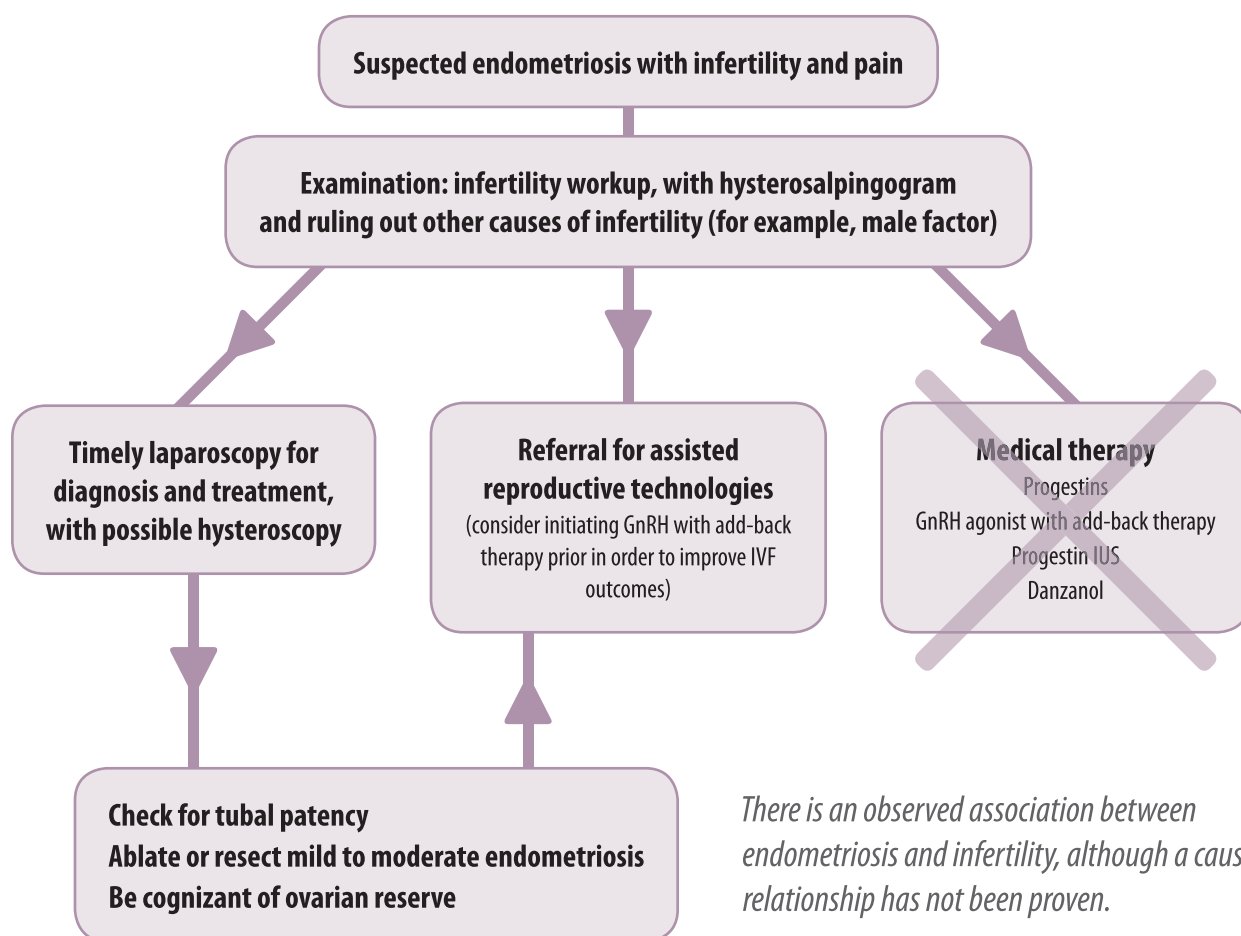 Suspected endometriosis with infertility and pain
Examination: infertility workup, with hysterosalpingogram
and ruling out other causes of infertility (for example, male factor)
Timely laparoscopy for
diagnosis and treatment,
with possible hysteroscopy
Referral for assisted
reproductive technologies
(consider initiating GnRH with add-back
therapy prior in order to improve IVF
outcomes)
Medical therapy
Progestins
GnRH agonist with add-back therapy
Progestin IUS
Danzanol
Check for tubal patency
Ablate or resect mild to moderate endometriosis
Be cognizant of ovarian reserve
There is an observed association between
endometriosis and infertility, although a caus
relationship has not been proven.